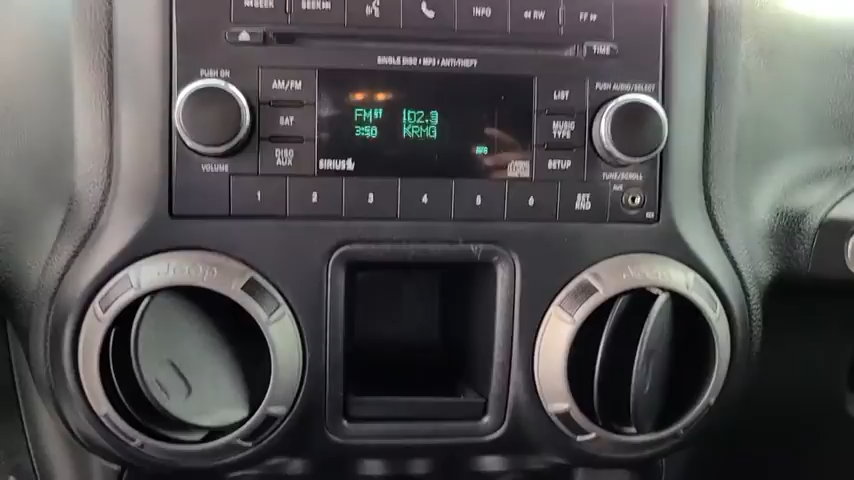 ⏮SEEK SEEK⏭ INFO ◀◀ RW FF ▶▶
TIME
SINGLE DISC • MP3 • ANTI-THEFT
PUSH ON AM/FM LIST PUSH AUDIO/SELECT
FM ST 102.3
SAT 3:50 KRMG MUSIC
TYPE
DISC
AUX SIRIUS SETUP
VOLUME TUNE/SCROLL
1 2 3 4 5 6 SET
RND AUX
Jeep Jeep